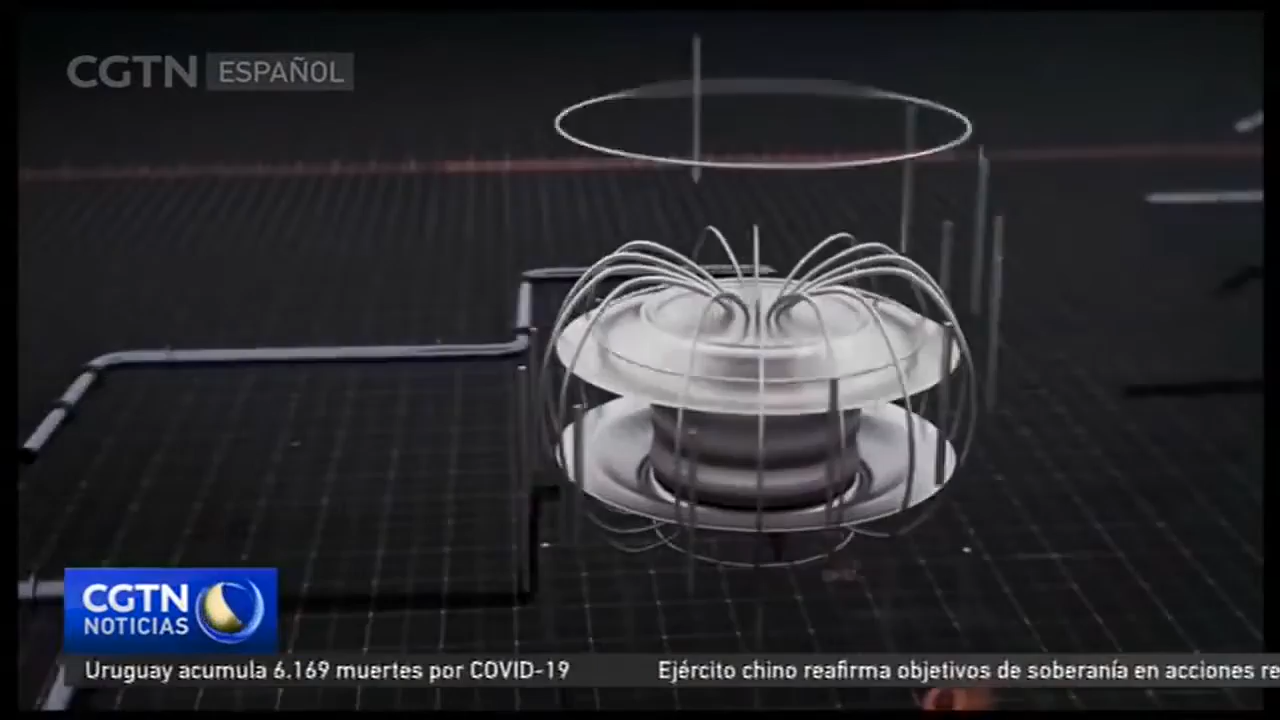 CGTN ESPAÑOL
CGTN
NOTICIAS
Uruguay acumula 6.169 muertes por COVID-19 Ejército chino reafirma objetivos de soberanía en acciones re